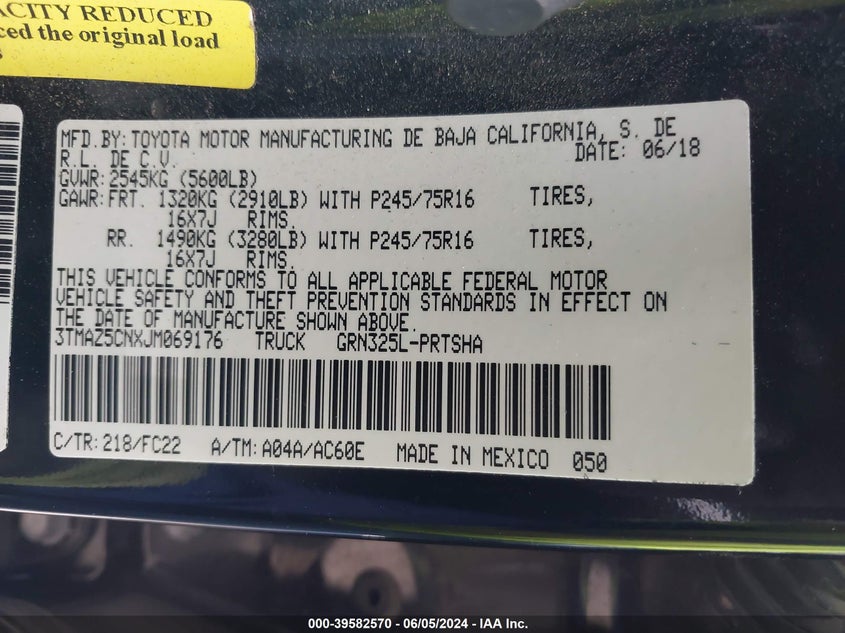 ACITY REDUCED
ced the original load
s
MFD.BY: TOYOTA MOTOR MANUFACTURING DE BAJA CALIFORNIA, S. DE
R.L. DE C.V. DATE: 06/18
GVWR: 2545KG (5600LB)
GAWR: FRT. 1320KG (2910LB) WITH P245/75R16 TIRES,
16X7J RIMS.
RR. 1490KG (3280LB) WITH P245/75R16 TIRES,
16X7J RIMS.
THIS VEHICLE CONFORMS TO ALL APPLICABLE FEDERAL MOTOR
VEHICLE SAFETY AND THEFT PREVENTION STANDARDS IN EFFECT ON
THE DATE OF MANUFACTURE SHOWN ABOVE.
3TMAZ5CNXJM069176 TRUCK GRN325L-PRTSHA
C/TR: 218/FC22 A/TM: A04A/AC60E MADE IN MEXICO 050
000-39582570 - 06/05/2024 - IAA Inc.